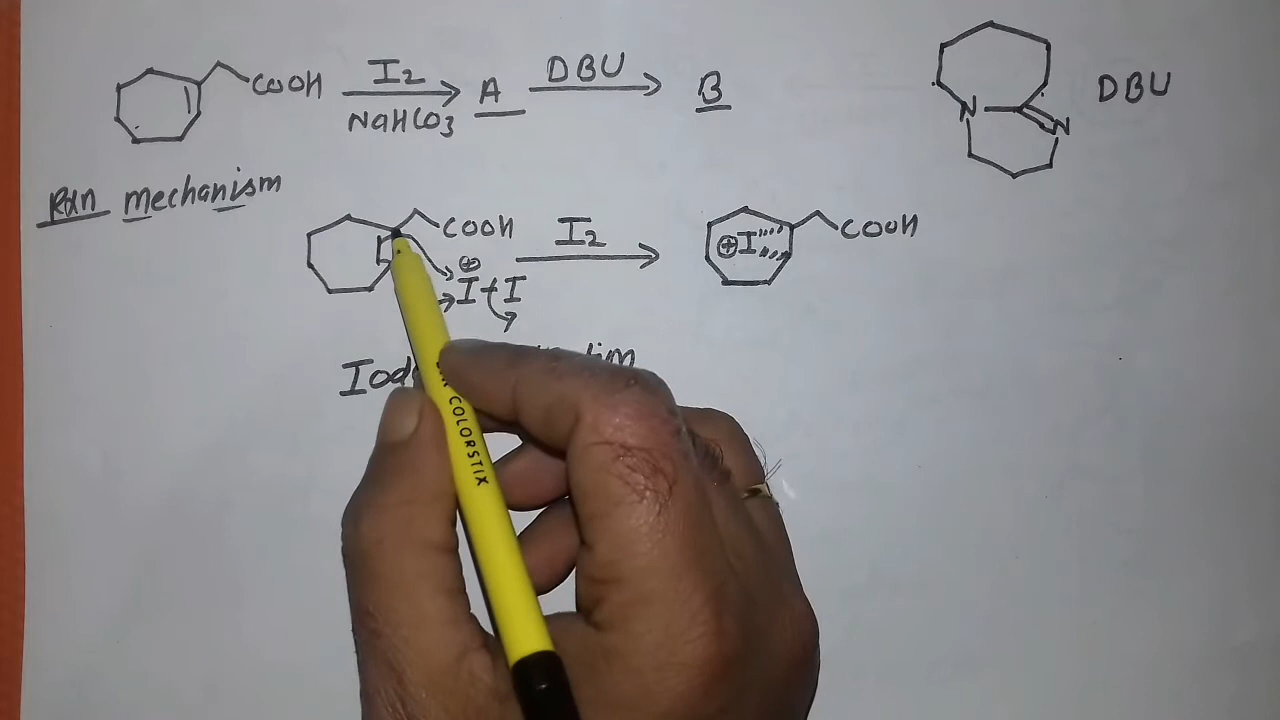 COOH I2 NaHCO3 A DBU B
N N DBU
Rxn mechanism
COOH I2 ⊕I COOH
⊕
I I
Iod
COLORSTIX